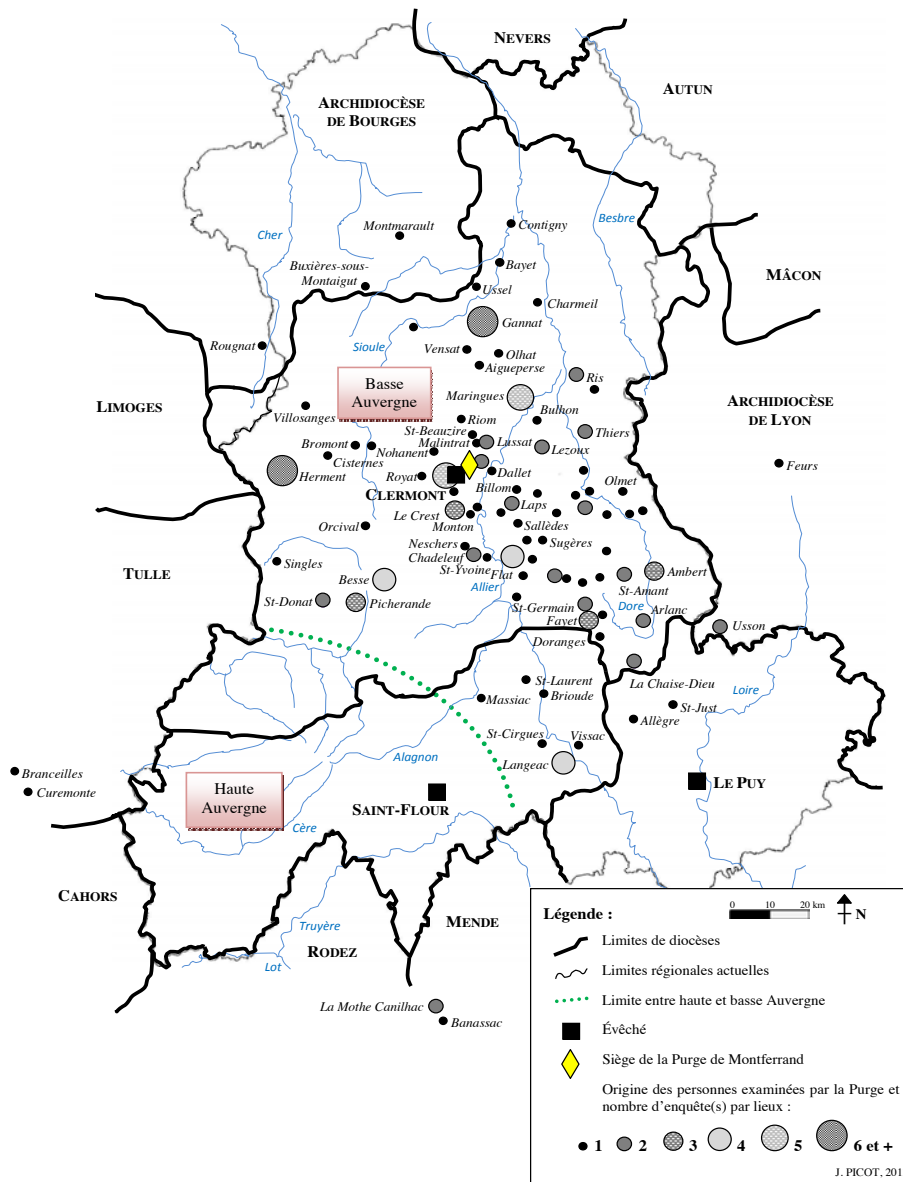 NEVERS
AUTUN
ARCHIDIOCÈSE
DE BOURGES
Besbre
Contigny
Montmarault
Cher
Bayet
Buxières-sous-
Montaigut
MÂCON
Ussel
Charmeil
Gannat
Sioule
Rougnat
Vensat
Olhat
Aigueperse
Ris
Basse
Auvergne
Maringues
LIMOGES
ARCHIDIOCÈSE
DE LYON
Villosanges
Riom
Bulhon
St-Beauzire
Thiers
Malintrat
Lussat
Bromont
Nohanent
Lezoux
Cisternes
Feurs
Herment
Royat
Dallet
Olmet
Billom
CLERMONT
Laps
Le Crest
Monton
Orcival
Sallèdes
Neschers
Sugères
Chadeleuf
Singles
St-Yvoine
Flat
TULLE
Besse
Ambert
Allier
St-Amant
St-Donat
Picherande
St-Germain
Dore
Arlanc
Fayet
Usson
Doranges
St-Laurent
La Chaise-Dieu
Loire
Massiac
Brioude
St-Just
Allègre
St-Cirgues
Vissac
Alagnon
Langeac
Branceilles
Curemonte
Haute
Auvergne
LE PUY
SAINT-FLOUR
Cère
CAHORS
MENDE
Truyère
RODEZ
Lot
La Mothe Canilhac
Banassac
Légende :
0 10 20 km
N
Limites de diocèses
Limites régionales actuelles
Limite entre haute et basse Auvergne
Évêché
Siège de la Purge de Montferrand
Origine des personnes examinées par la Purge et
nombre d'enquête(s) par lieux :
1 2 3 4 5 6 et +
J. PICOT, 201